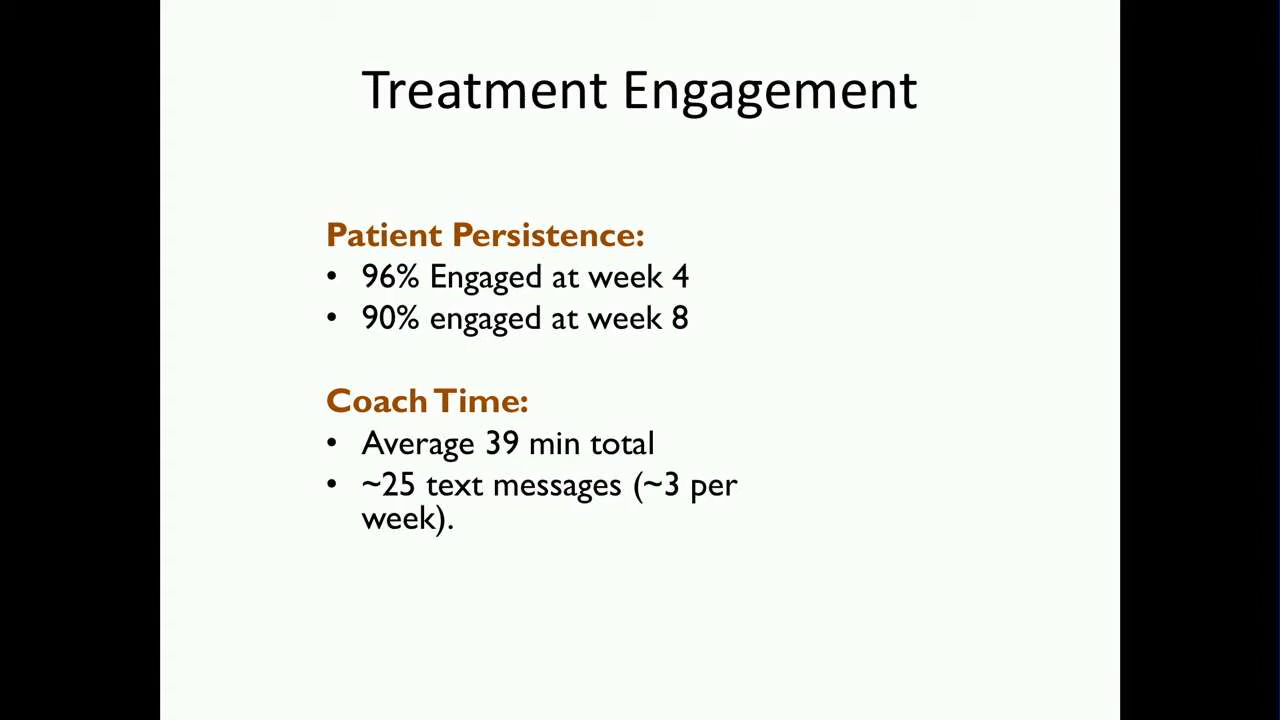 Treatment Engagement
Patient Persistence:
• 96% Engaged at week 4
• 90% engaged at week 8
Coach Time:
• Average 39 min total
• ~25 text messages (~3 per
week).